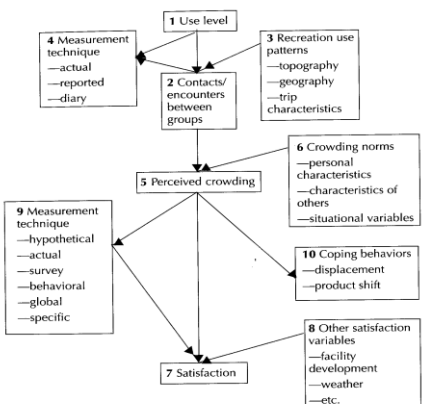 1 Use level
4 Measurement
technique
—actual
—reported
—diary
3 Recreation use
patterns
—topography
—geography
—trip
characteristics
2 Contacts/
encounters
between
groups
6 Crowding norms
—personal
characteristics
—characteristics of
others
—situational variables
5 Perceived crowding
9 Measurement
technique
—hypothetical
—actual
—survey
—behavioral
—global
—specific
10 Coping behaviors
—displacement
—product shift
8 Other satisfaction
variables
—facility
development
—weather
—etc.
7 Satisfaction